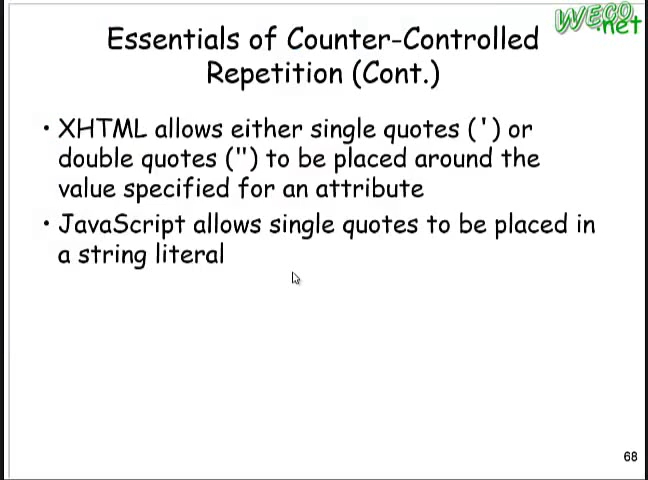 WECO
.net
Essentials of Counter-Controlled
Repetition (Cont.)
• XHTML allows either single quotes (') or
double quotes (") to be placed around the
value specified for an attribute
• JavaScript allows single quotes to be placed in
a string literal
68